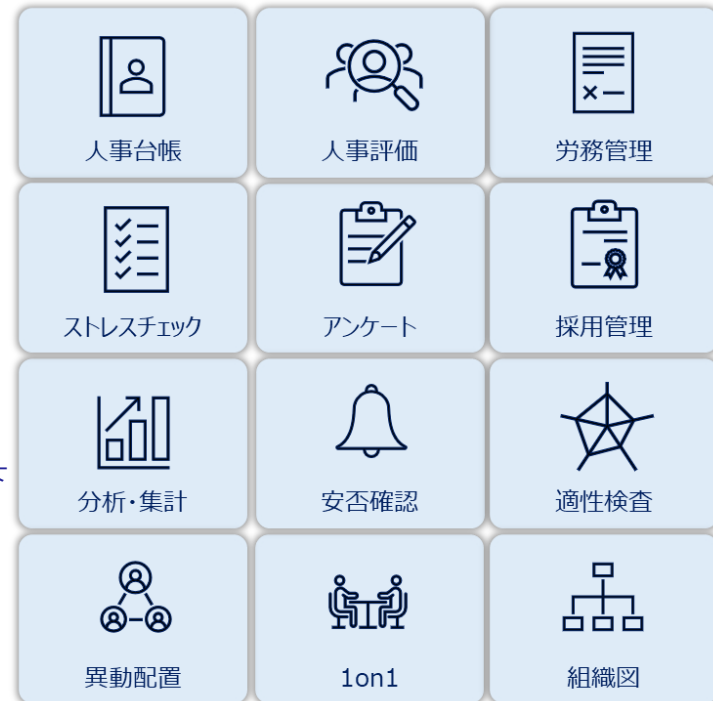 人事台帳
人事評価
労務管理
ストレスチェック
アンケート
採用管理
分析・集計
安否確認
適性検査
異動配置
1on1
組織図